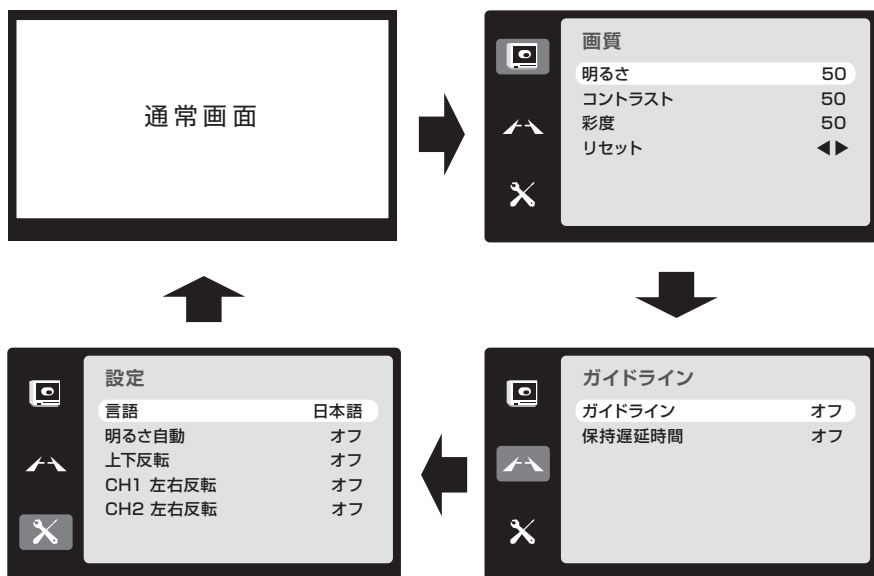 通常画面
画質
明るさ 50
コントラスト 50
彩度 50
リセット ◀▶
設定
言語 日本語
明るさ自動 オフ
上下反転 オフ
CH1 左右反転 オフ
CH2 左右反転 オフ
ガイドライン
ガイドライン オフ
保持遅延時間 オフ